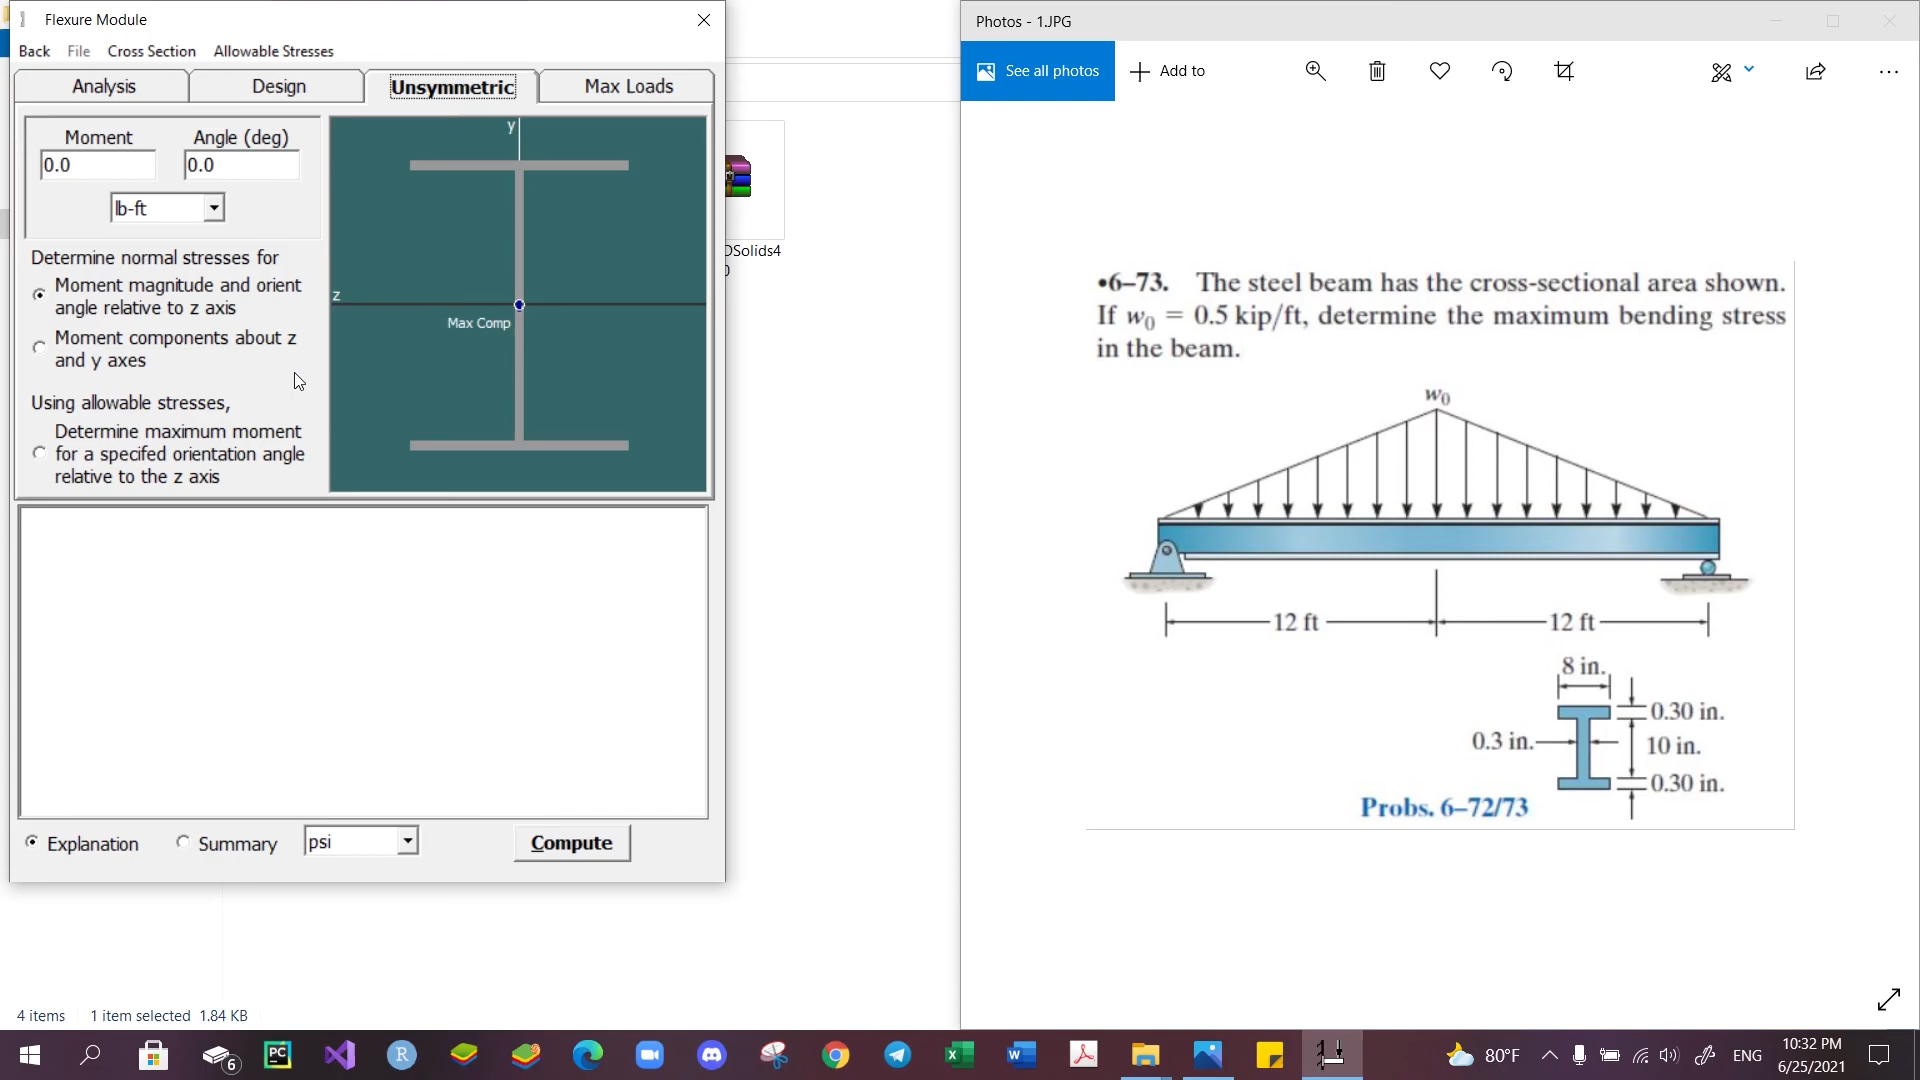 Flexure Module
Back File Cross Section Allowable Stresses
Analysis Design Unsymmetric Max Loads
Moment Angle (deg)
0.0 0.0
lb-ft
Determine normal stresses for
Moment magnitude and orient
angle relative to z axis
Moment components about z
and y axes
Using allowable stresses,
Determine maximum moment
for a specifed orientation angle
relative to the z axis
y
z
Max Comp
Explanation Summary psi Compute
DSolids4
4 items 1 item selected 1.84 KB
Photos - 1.JPG
See all photos Add to
•6–73. The steel beam has the cross-sectional area shown.
If w0 = 0.5 kip/ft, determine the maximum bending stress
in the beam.
w0
12 ft 12 ft
8 in.
0.30 in.
0.3 in. 10 in.
0.30 in.
Probs. 6–72/73
6 PC R 80°F ENG 10:32 PM
6/25/2021